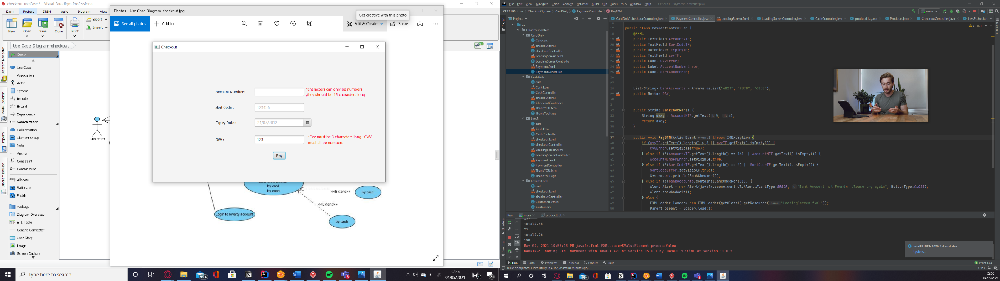 checkout-useCase * - Visual Paradigm Professional
Dash Project ITSM Agile Diagram View
New Open Save Close Print
Export
Import
Use Case Diagram-checkout
Diagram Navigator
Model Explorer
Property
Diagram Backlog
Cursor
Use Case
Association
Actor
System
Include
Extend
Dependency
Generalization
Collaboration
Element Group
Note
Anchor
Constraint
Containment
Allocate
Rationale
Problem
Package
Diagram Overview
ETL Table
Generic Connector
User Story
Image
Screen Capture
Customer
Photos - Use Case Diagram-checkout.jpg
Get creative with this photo
See all photos
Add to
Edit & Create
Share
Checkout
Account Number :
*characters can only be numbers
,they should be 16 characters long
Sort Code :
123456
Expiry Date :
21/07/2012
CVV :
123
*Cvv must be 3 characters long , CVV
must all be numbers
Pay
by card
by cash
<<Extend>>
by card
<<Extend>>
Login to loyalty account
by cash
Type here to search
99+
8
22:55
04/05/2021
21
File Edit View Navigate Code Analyze Refactor Build Run Tools VCS Window Help CFS2160 - PaymentController.java
CFS2160 src CheckoutSystem CardOnly PaymentController PayBTN
main
Project
CardOnly\checkoutController.java PaymentController.java LoadingScreen.fxml LoadingScreenController.java CashController.java productList.java Products.java CheckoutController.java Less8\checkou
Project
Database
src
CheckoutSystem
CardOnly
Cardcart
checkout.fxml
checkoutController
LoadingScreen.fxml
LoadingScreenController
Payment.fxml
PaymentController
CashOnly
cart
Cash.fxml
CashController
checkout.fxml
CheckoutController
ThankYOU.fxml
ThankYouPage
Less8
cart
Cash.fxml
CashController
checkout.fxml
checkoutController
LoadingScreen.fxml
LoadingScreenController
Payment.fxml
PaymentController
ThankYOU.fxml
ThankYouPage
LoyaltyCard
cart
checkout.fxml
checkoutController
CustomerDetails
Customers
3 1
17 public class PaymentController {
18 @FXML
19 public TextField AccountNTF;
20 public TextField SortCodeTF;
21 public DatePicker ExpiryTF;
22 public TextField cvvTF;
23 public Label CvvError;
24 public Label AccountNumberError;
25 public Label SortCodeError;
26
27
28 List<String> bankAccounts = Arrays.asList("4823", "9878", "6858");
29 public Button PAY;
30
31
32 public String BankChecker() {
33 String okay = AccountNTF.getText( 0, 4);
34 return okay;
35 }
36
37 public void PayBTN(ActionEvent event) throws IOException {
38 if (cvvTF.getText().length() > 3 || cvvTF.getText().isEmpty()) {
39 CvvError.setVisible(true);
40 } else if (!(AccountNTF.getText().length() == 16) || AccountNTF.getText().isEmpty()) {
41 AccountNumberError.setVisible(true);
42 } else if (!(SortCodeTF.getText().length() == 6) || SortCodeTF.getText().isEmpty()) {
43 SortCodeError.setVisible(true);
44 System.out.println(BankChecker());
45 } else if (!(bankAccounts.contains(BankChecker()))) {
46 Alert Alert = new Alert(javafx.scene.control.Alert.AlertType.ERROR, "Bank Account not Found\n please try again", ButtonType.CLOSE);
47 Alert.showAndWait();
48 } else {
49 FXMLLoader loader= new FXMLLoader(getClass().getResource( name: "LoadingScreen.fxml"));
50 Parent parent = loader.load();
Run: main productList
Structure
Favorites
total4.68
77
total4.96
198
May 04, 2021 10:55:13 PM javafx.fxml.FXMLLoader$ValueElement processValue
WARNING: Loading FXML document with JavaFX API of version 15.0.1 by JavaFX runtime of version 11.0.2
IntelliJ IDEA 2020.3.4 available
Update...
Run TODO Problems Terminal Profiler Build
Event Log
Build completed successfully in 4 sec, 85 ms (a minute ago)
37:63
99+
8
22:55
04/05/202